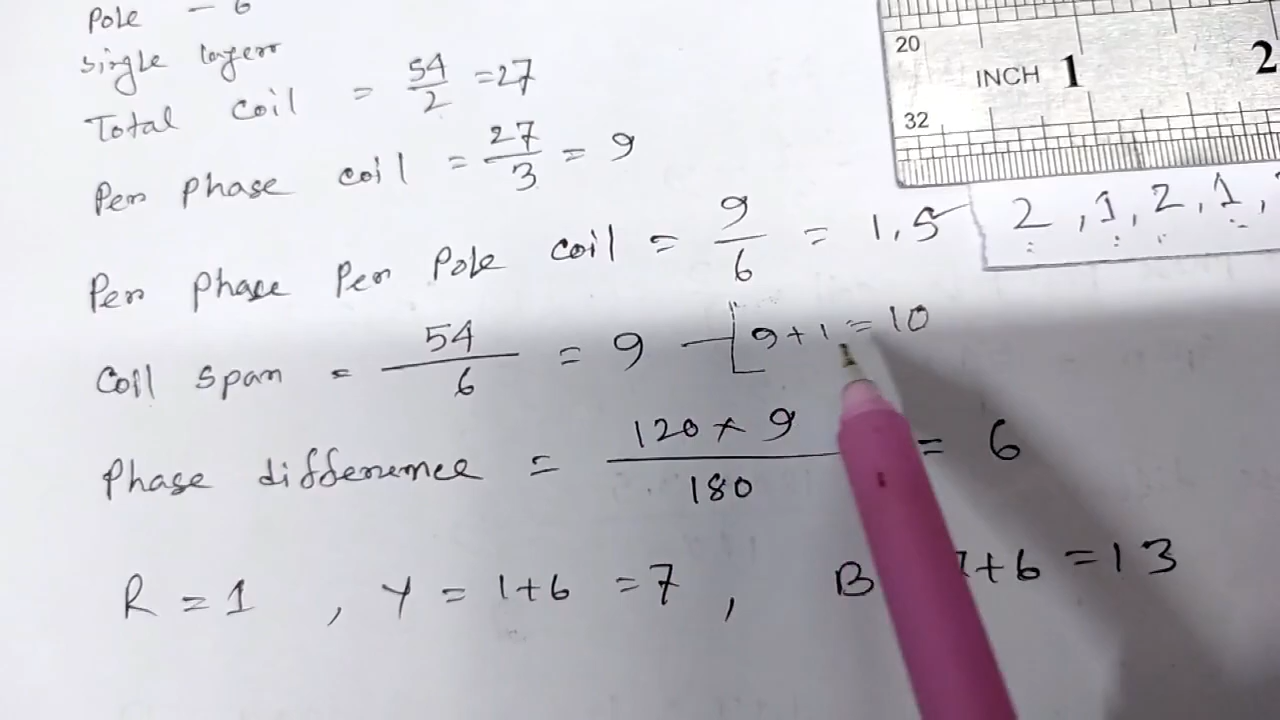 Pole - 6
Single layer
Total coil = 54/2 = 27
Per phase coil = 27/3 = 9
Per phase Per Pole coil = 9/6 = 1.5
2, 1, 2, 1,
Coil span = 54/6 = 9 - [9+1=10
Phase difference = 120 × 9 / 180 = 6
R = 1, Y = 1+6 = 7, B 7+6 = 13
20
INCH 1 2
32